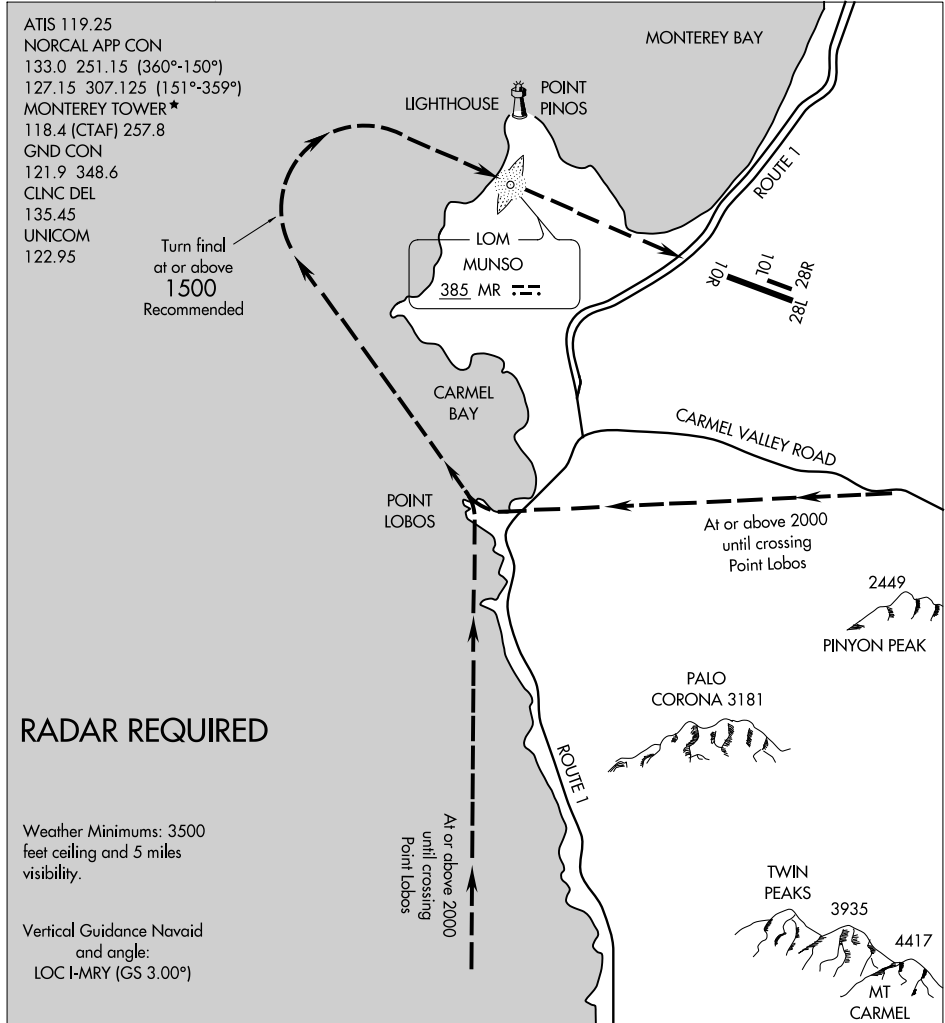 ATIS 119.25
NORCAL APP CON
133.0 251.15 (360°-150°)
127.15 307.125 (151°-359°)
MONTEREY TOWER★
118.4 (CTAF) 257.8
GND CON
121.9 348.6
CLNC DEL
135.45
UNICOM
122.95
MONTEREY BAY
LIGHTHOUSE
POINT
PINOS
ROUTE 1
Turn final
at or above
1500
Recommended
LOM
MUNSO
385 MR
10R
10L
28R
28L
CARMEL
BAY
CARMEL VALLEY ROAD
POINT
LOBOS
At or above 2000
until crossing
Point Lobos
2449
PINYON PEAK
PALO
CORONA 3181
RADAR REQUIRED
ROUTE 1
At or above 2000
until crossing
Point Lobos
Weather Minimums: 3500
feet ceiling and 5 miles
visibility.
Vertical Guidance Navaid
and angle:
LOC I-MRY (GS 3.00°)
TWIN
PEAKS
3935
4417
MT
CARMEL